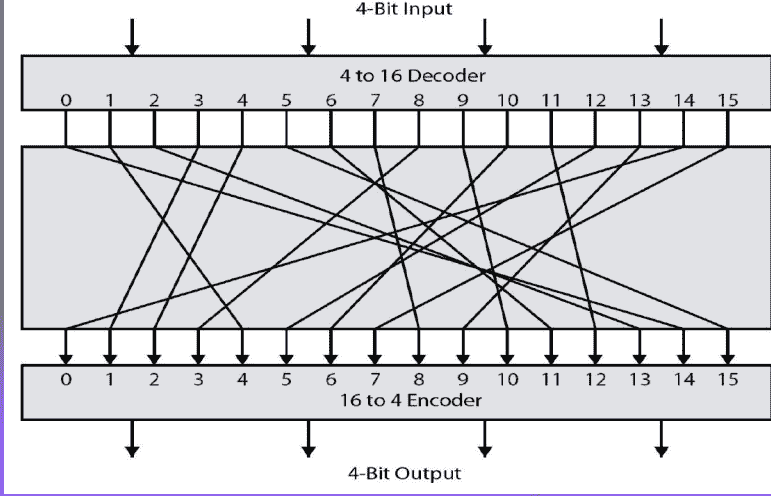 4-Bit Input
4 to 16 Decoder
0 1 2 3 4 5 6 7 8 9 10 11 12 13 14 15
0 1 2 3 4 5 6 7 8 9 10 11 12 13 14 15
16 to 4 Encoder
4-Bit Output